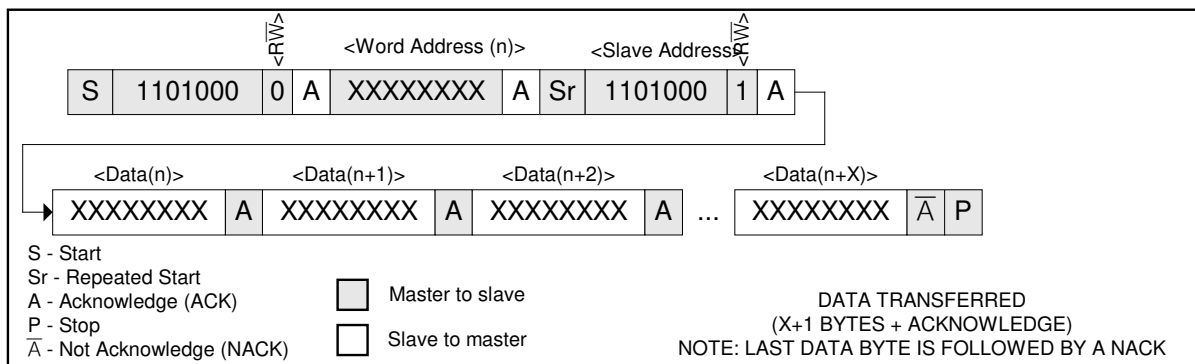 <RW̅>
<Word Address (n)>
<Slave Address>
<RW̅>
S 1101000 0 A XXXXXXXX A Sr 1101000 1 A
<Data(n)> <Data(n+1)> <Data(n+2)> <Data(n+X)>
XXXXXXXX A XXXXXXXX A XXXXXXXX A ... XXXXXXXX A̅ P
S - Start
Sr - Repeated Start
A - Acknowledge (ACK)
P - Stop
A̅ - Not Acknowledge (NACK)
Master to slave
Slave to master
DATA TRANSFERRED
(X+1 BYTES + ACKNOWLEDGE)
NOTE: LAST DATA BYTE IS FOLLOWED BY A NACK